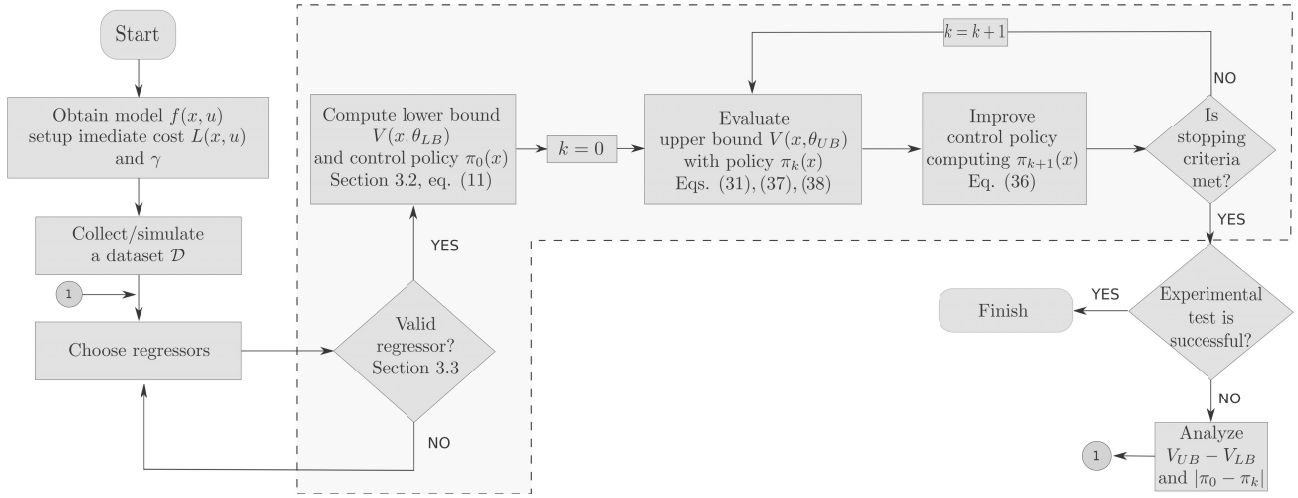 Start
Obtain model f(x, u)
setup imediate cost L(x, u)
and γ
Collect/simulate
a dataset 𝒟
1
Choose regressors
Valid
regressor?
Section 3.3
YES
NO
Compute lower bound
V(x θ_LB)
and control policy π_0(x)
Section 3.2, eq. (11)
k = 0
Evaluate
upper bound V(x,θ_UB)
with policy π_k(x)
Eqs. (31), (37), (38)
Improve
control policy
computing π_{k+1}(x)
Eq. (36)
k = k + 1
Is
stopping
criteria
met?
NO
YES
Experimental
test is
successful?
YES
Finish
NO
Analyze
V_UB − V_LB
and |π_0 − π_k|
1